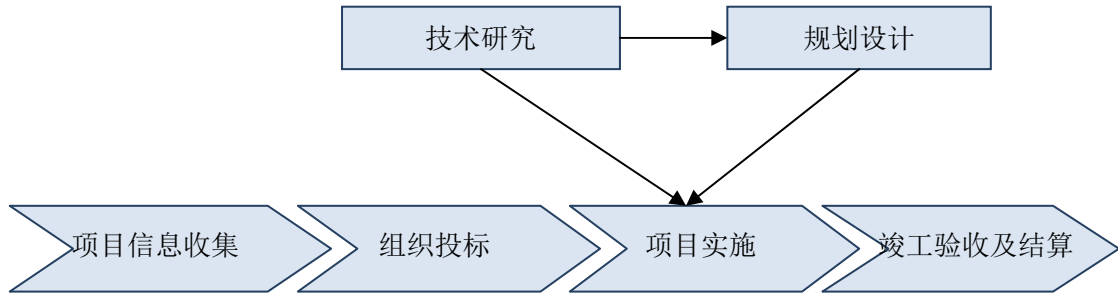 技术研究
规划设计
项目信息收集
组织投标
项目实施
竣工验收及结算